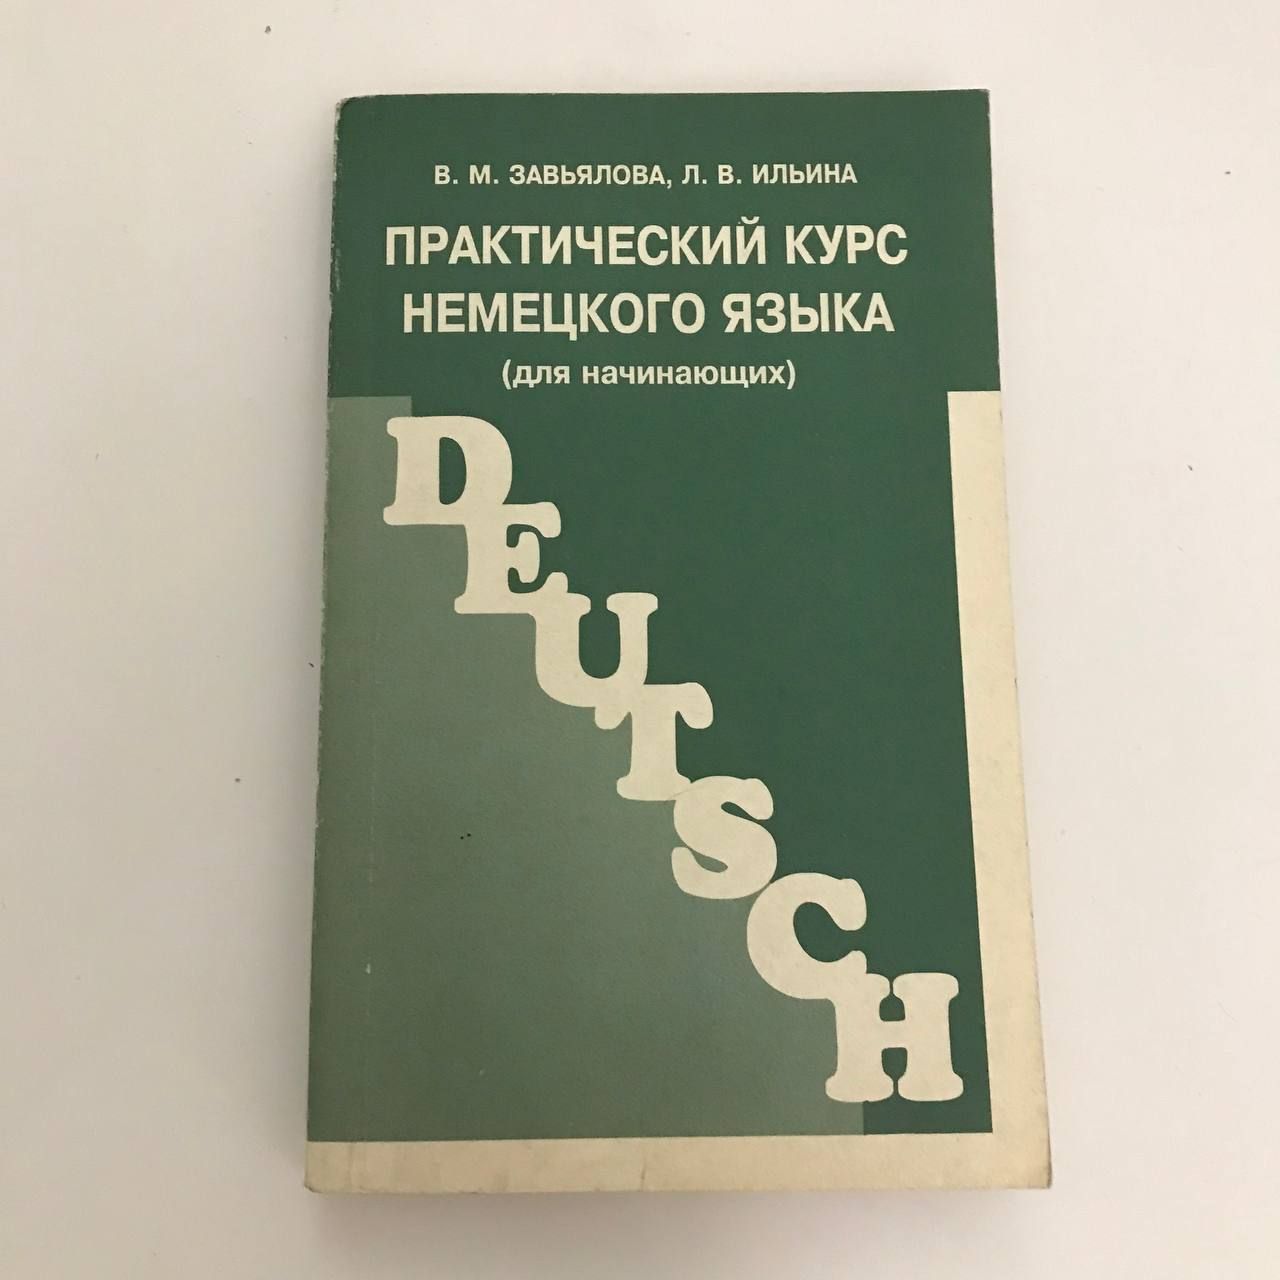 В. М. ЗАВЬЯЛОВА, Л. В. ИЛЬИНА
ПРАКТИЧЕСКИЙ КУРС
НЕМЕЦКОГО ЯЗЫКА
(для начинающих)
DEUTSCH